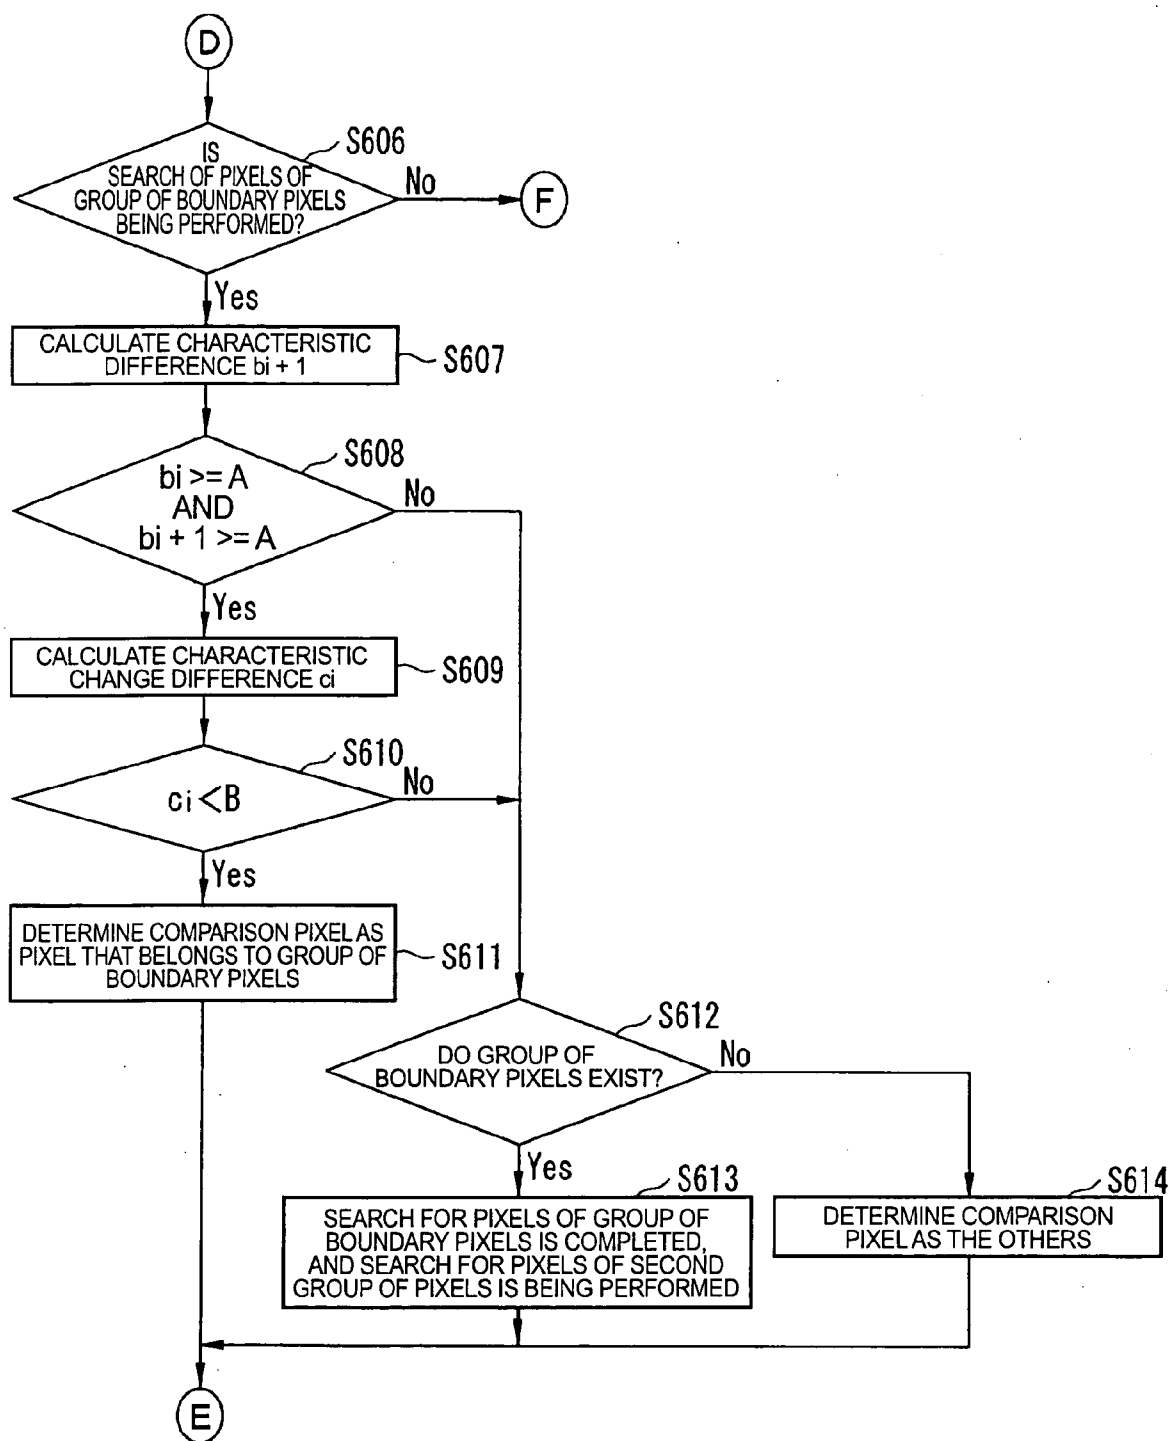 D
S606
IS
SEARCH OF PIXELS OF
GROUP OF BOUNDARY PIXELS
BEING PERFORMED?
No
F
Yes
CALCULATE CHARACTERISTIC
DIFFERENCE bi + 1
S607
S608
bi >= A
AND
bi + 1 >= A
No
Yes
CALCULATE CHARACTERISTIC
CHANGE DIFFERENCE ci
S609
S610
ci<B
No
Yes
DETERMINE COMPARISON PIXEL AS
PIXEL THAT BELONGS TO GROUP OF
BOUNDARY PIXELS
S611
S612
DO GROUP OF
BOUNDARY PIXELS EXIST?
No
Yes
S613
SEARCH FOR PIXELS OF GROUP OF
BOUNDARY PIXELS IS COMPLETED,
AND SEARCH FOR PIXELS OF SECOND
GROUP OF PIXELS IS BEING PERFORMED
S614
DETERMINE COMPARISON
PIXEL AS THE OTHERS
E